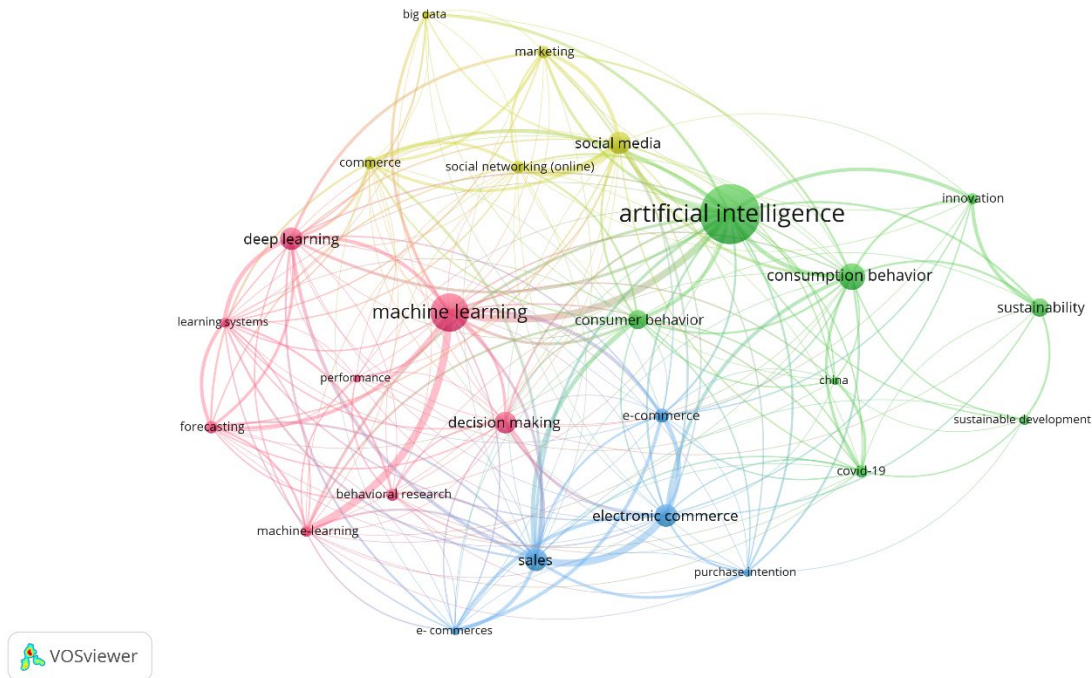 big data
marketing
social media
commerce
social networking (online)
artificial intelligence
innovation
deep learning
consumption behavior
sustainability
machine learning
consumer behavior
learning systems
performance
china
e-commerce
sustainable development
forecasting
decision making
covid-19
behavioral research
electronic commerce
machine-learning
sales
purchase intention
e- commerces
VOSviewer